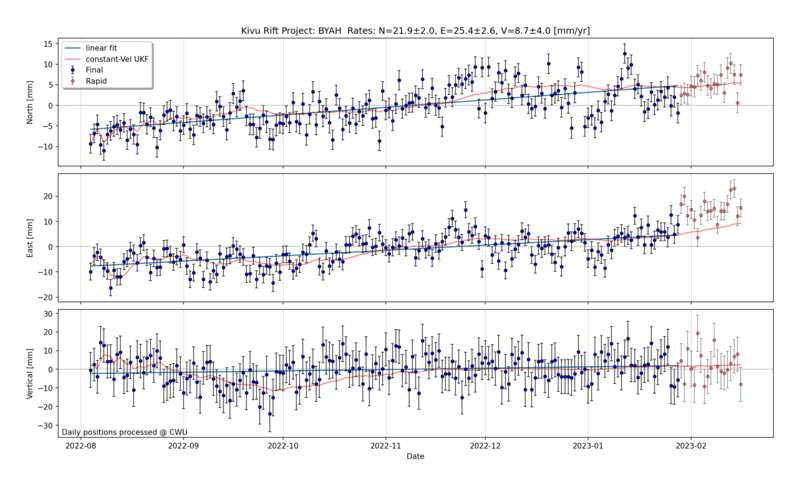 Kivu Rift Project: BYAH  Rates: N=21.9±2.0, E=25.4±2.6, V=8.7±4.0 [mm/yr]
linear fit
constant-Vel UKF
Final
Rapid
North [mm]
15
10
5
0
−5
−10
East [mm]
20
10
0
−10
−20
Vertical [mm]
30
20
10
0
−10
−20
−30
Daily positions processed @ CWU
2022-08
2022-09
2022-10
2022-11
2022-12
2023-01
2023-02
Date